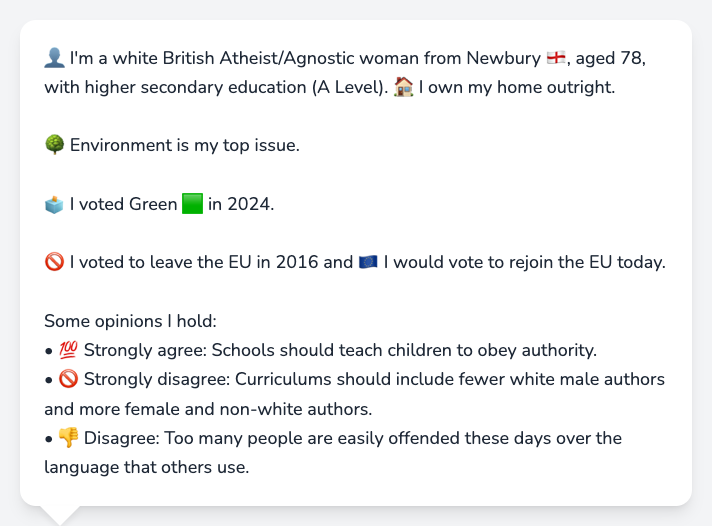 👤 I'm a white British Atheist/Agnostic woman from Newbury 🏴󠁧󠁢󠁥󠁮󠁧󠁿, aged 78,
with higher secondary education (A Level). 🏠 I own my home outright.
🌳 Environment is my top issue.
🗳️ I voted Green 🟩 in 2024.
🚫 I voted to leave the EU in 2016 and 🇪🇺 I would vote to rejoin the EU today.
Some opinions I hold:
• 💯 Strongly agree: Schools should teach children to obey authority.
• 🚫 Strongly disagree: Curriculums should include fewer white male authors
and more female and non-white authors.
• 👎 Disagree: Too many people are easily offended these days over the
language that others use.